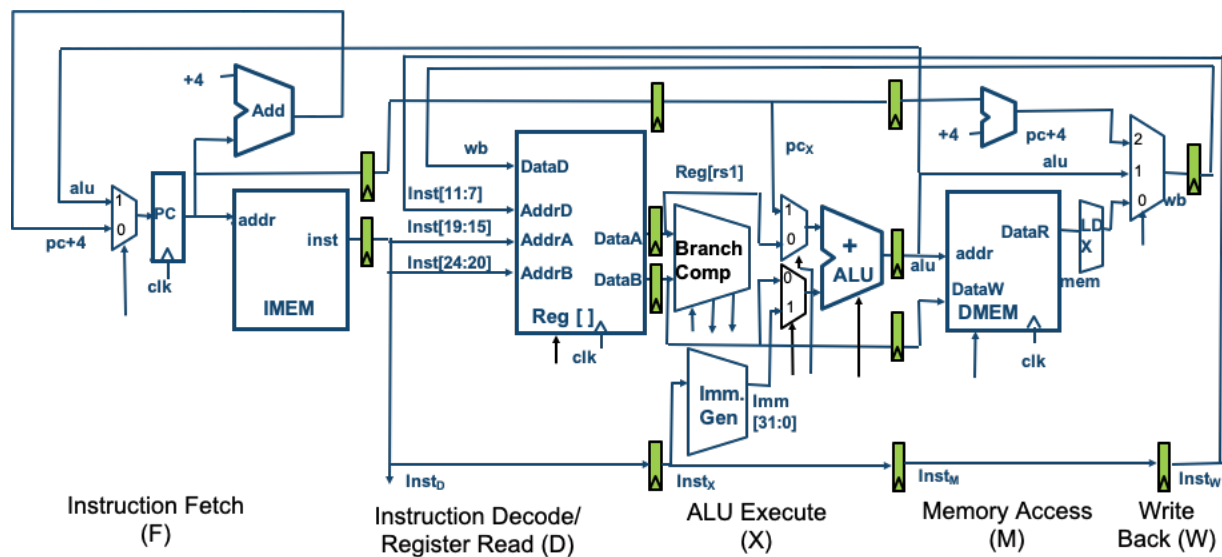 +4
Add
alu
1
0
pc+4
PC
clk
addr
inst
IMEM
wb
DataD
Inst[11:7]
AddrD
Inst[19:15]
AddrA
DataA
Inst[24:20]
AddrB
DataB
Reg [ ]
clk
Reg[rs1]
Branch
Comp
pcX
1
0
0
1
+
ALU
Imm.
Gen
Imm
[31:0]
alu
+4
pc+4
alu
DataR
addr
DataW
DMEM
clk
LD
X
mem
2
1
0
wb
InstD
InstX
InstM
InstW
Instruction Fetch
(F)
Instruction Decode/
Register Read (D)
ALU Execute
(X)
Memory Access
(M)
Write
Back (W)